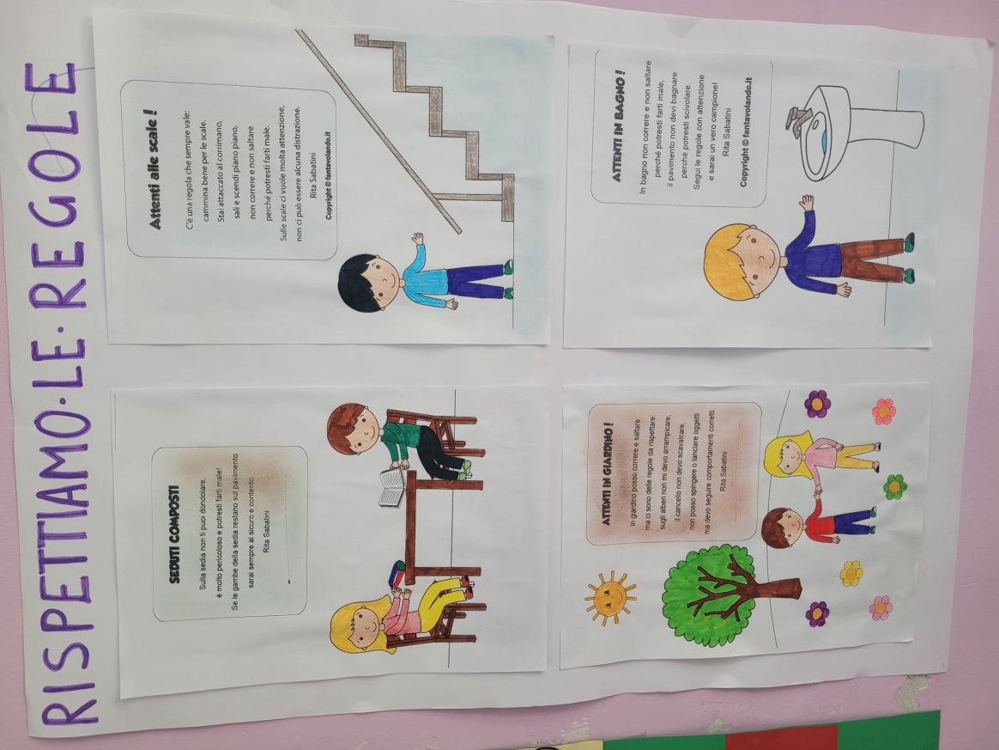 RISPETTIAMO·LE·REGOLE
SEDUTI COMPOSTI
Sulla sedia non ti puoi dondolare,
è molto pericoloso e potresti farti male!
Se le gambe della sedia restano sul pavimento
sarai sempre al sicuro e contento.
Rita Sabatini
Attenti alle scale!
C'è una regola che sempre vale:
cammina bene per le scale.
Stai attaccato al corrimano,
sali e scendi piano piano,
non correre e non saltare
perché potresti farti male.
Sulle scale ci vuole molta attenzione,
non ci può essere alcuna distrazione.
Rita Sabatini
Copyright © fantavolando.it
ATTENTI IN GIARDINO!
In giardino posso correre e saltare
ma ci sono delle regole da rispettare:
sugli alberi non mi devo arrampicare,
il cancello non devo scavalcare,
non posso spingere o lanciare oggetti
ma devo seguire comportamenti corretti.
Rita Sabatini
ATTENTI IN BAGNO!
In bagno non correre e non saltare
perché potresti farti male,
il pavimento non devi bagnare
perché potresti scivolare.
Segui le regole con attenzione
e sarai un vero campione!
Rita Sabatini
Copyright © fantavolando.it